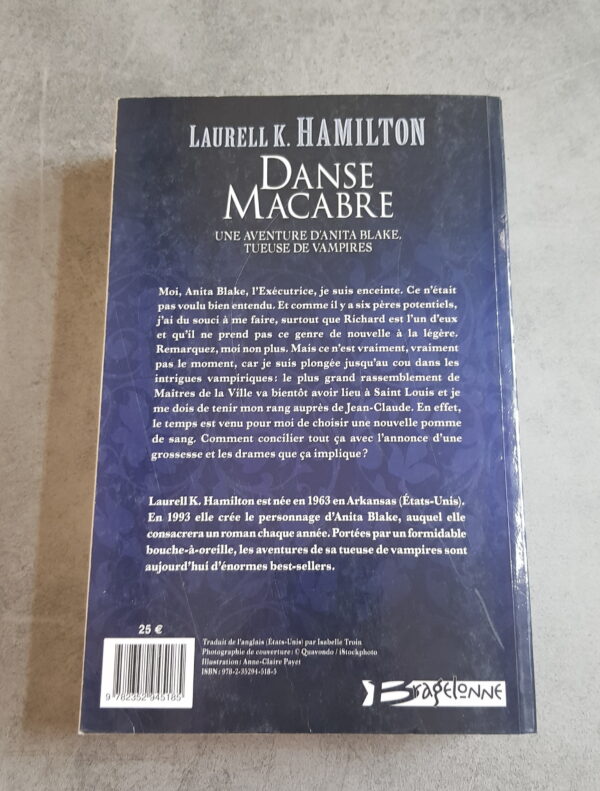 LAURELL K. HAMILTON
DANSE
MACABRE
UNE AVENTURE D'ANITA BLAKE,
TUEUSE DE VAMPIRES
Moi, Anita Blake, l'Exécutrice, je suis enceinte. Ce n'était
pas voulu bien entendu. Et comme il y a six pères potentiels,
j'ai du souci à me faire, surtout que Richard est l'un d'eux
et qu'il ne prend pas ce genre de nouvelle à la légère.
Remarquez, moi non plus. Mais ce n'est vraiment, vraiment
pas le moment, car je suis plongée jusqu'au cou dans les
intrigues vampiriques : le plus grand rassemblement de
Maîtres de la Ville va bientôt avoir lieu à Saint Louis et je
me dois de tenir mon rang auprès de Jean-Claude. En effet,
le temps est venu pour moi de choisir une nouvelle pomme
de sang. Comment concilier tout ça avec l'annonce d'une
grossesse et les drames que ça implique ?
Laurell K. Hamilton est née en 1963 en Arkansas (États-Unis).
En 1993 elle crée le personnage d'Anita Blake, auquel elle
consacrera un roman chaque année. Portées par un formidable
bouche-à-oreille, les aventures de sa tueuse de vampires sont
aujourd'hui d'énormes best-sellers.
25 €
Traduit de l'anglais (États-Unis) par Isabelle Troin
Photographie de couverture : © Quavondo / iStockphoto
Illustration : Anne-Claire Payet
ISBN : 978-2-35294-518-5
9 782352 945185
BRAGELONNE